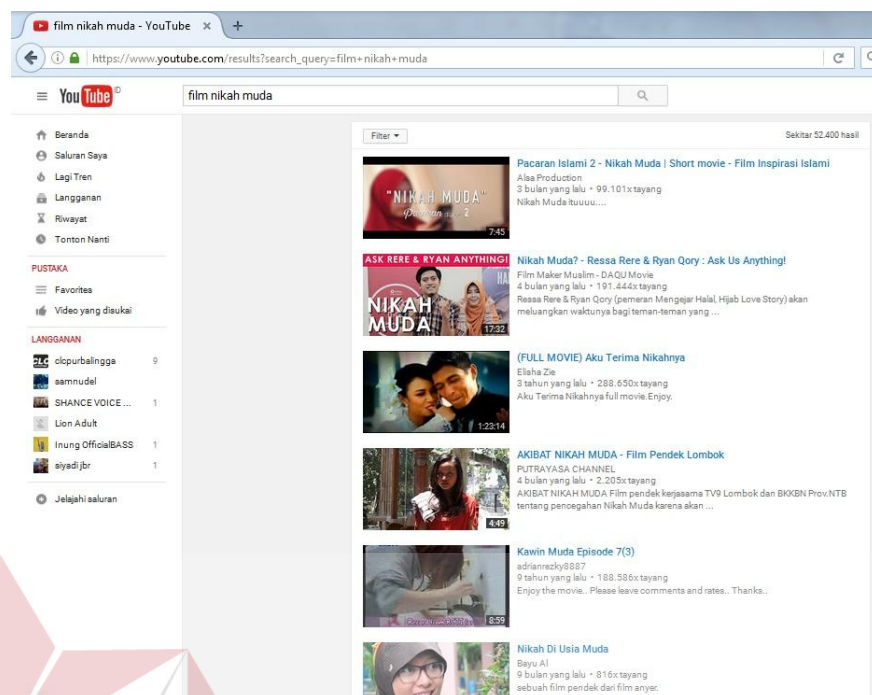 film nikah muda - YouTube
https://www.youtube.com/results?search_query=film+nikah+muda
YouTube ID
film nikah muda
Beranda
Saluran Saya
Lagi Tren
Langganan
Riwayat
Tonton Nanti
PUSTAKA
Favorites
Video yang disukai
LANGGANAN
clcpurbalingga 9
samnudel
SHANCE VOICE ... 1
Lion Adult
Inung OfficialBASS 1
siyadi jbr 1
Jelajahi saluran
Filter
Sekitar 52.400 hasil
"NIKAH MUDA"
2
7:45
Pacaran Islami 2 - Nikah Muda | Short movie - Film Inspirasi Islami
Alsa Production
3 bulan yang lalu • 99.101x tayang
Nikah Muda ituuuu....
ASK RERE & RYAN ANYTHING!
NIKAH
MUDA
17:32
Nikah Muda? - Ressa Rere & Ryan Qory : Ask Us Anything!
Film Maker Muslim - DAQU Movie
4 bulan yang lalu • 191.444x tayang
Ressa Rere & Ryan Qory (pemeran Mengejar Halal, Hijab Love Story) akan
meluangkan waktunya bagi teman-teman yang ...
1:23:14
(FULL MOVIE) Aku Terima Nikahnya
Elisha Zie
3 tahun yang lalu • 288.650x tayang
Aku Terima Nikahnya full movie.Enjoy.
4:49
AKIBAT NIKAH MUDA - Film Pendek Lombok
PUTRAYASA CHANNEL
4 bulan yang lalu • 2.205x tayang
AKIBAT NIKAH MUDA Film pendek kerjasama TV9 Lombok dan BKKBN Prov.NTB
tentang pencegahan Nikah Muda karena akan ...
8:59
Kawin Muda Episode 7(3)
adrianrezky8887
9 tahun yang lalu • 188.586x tayang
Enjoy the movie.. Please leave comments and rates.. Thanks..
Nikah Di Usia Muda
Bayu Al
9 bulan yang lalu • 816x tayang
sebuah film pendek dari film anyer.